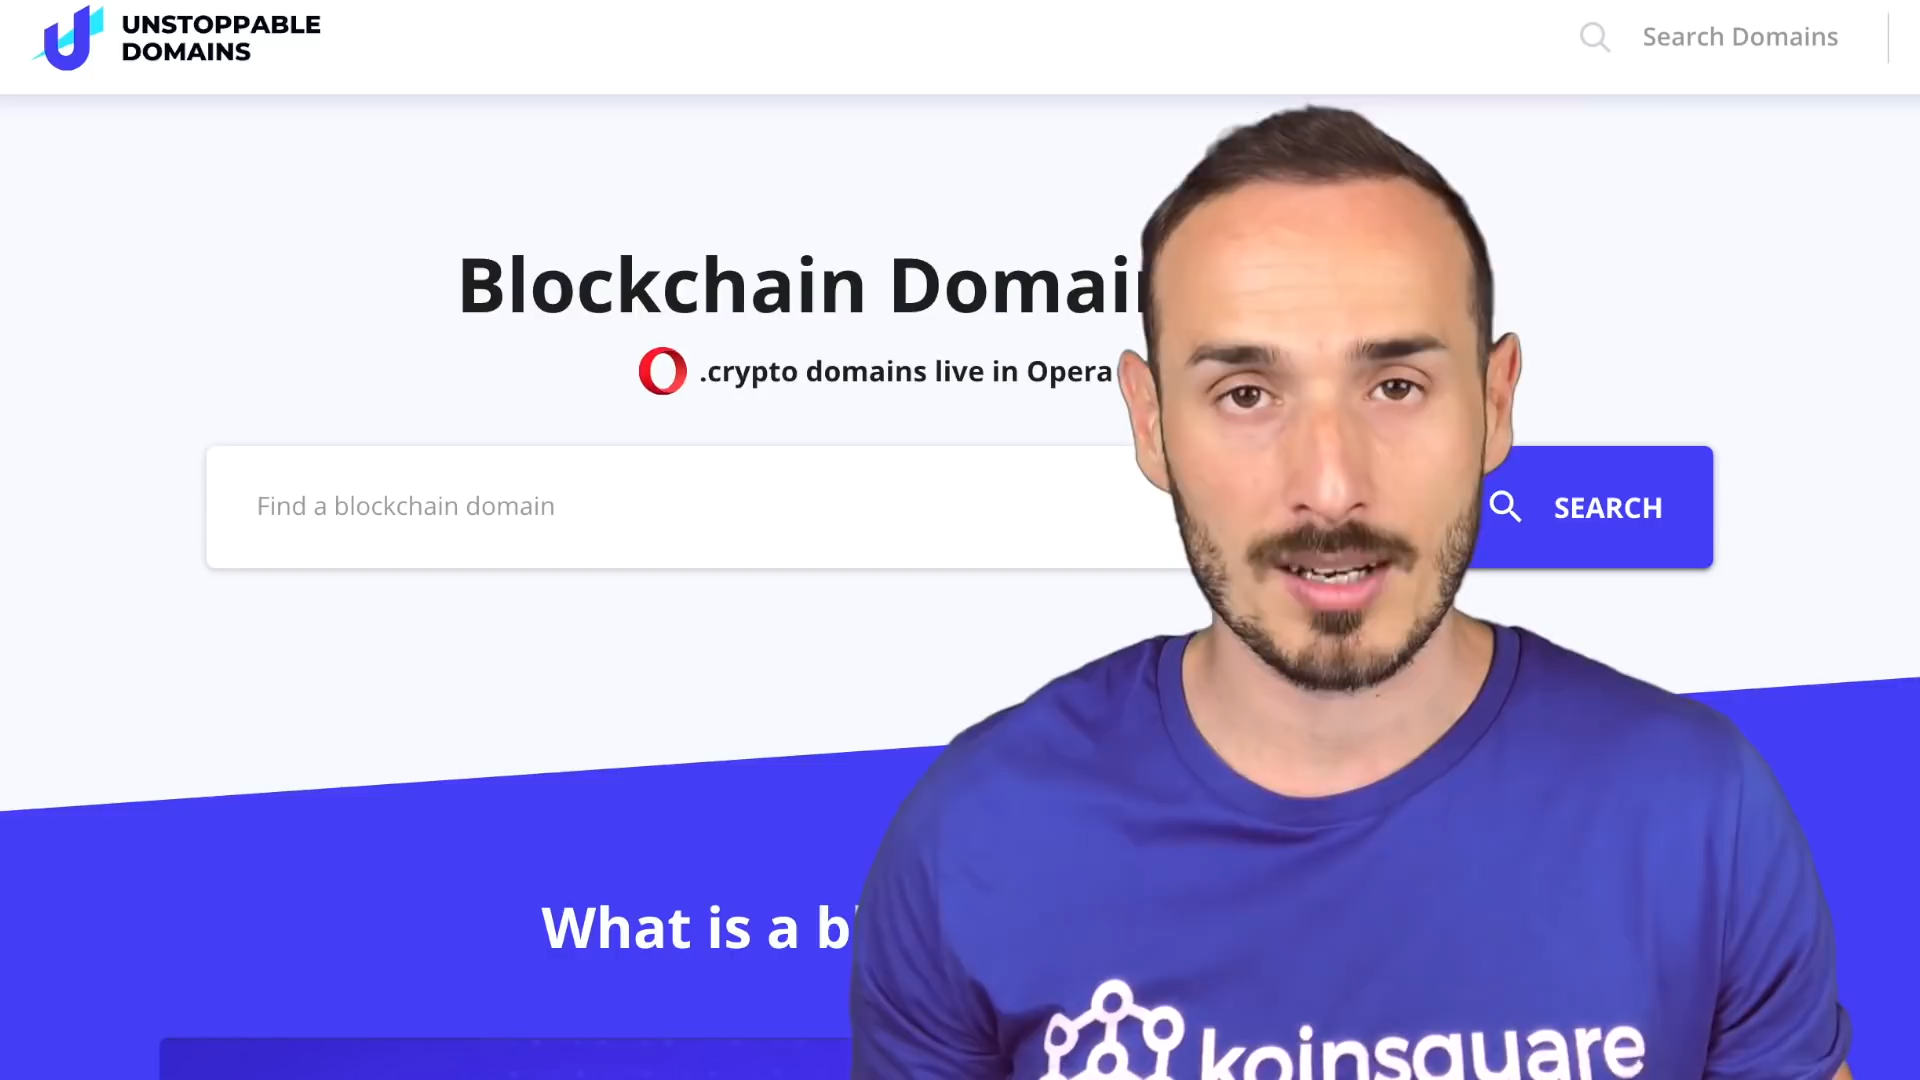 UNSTOPPABLE
DOMAINS
Search Domains
Blockchain Domai
.crypto domains live in Opera
Find a blockchain domain
SEARCH
What is a b
koinsquare